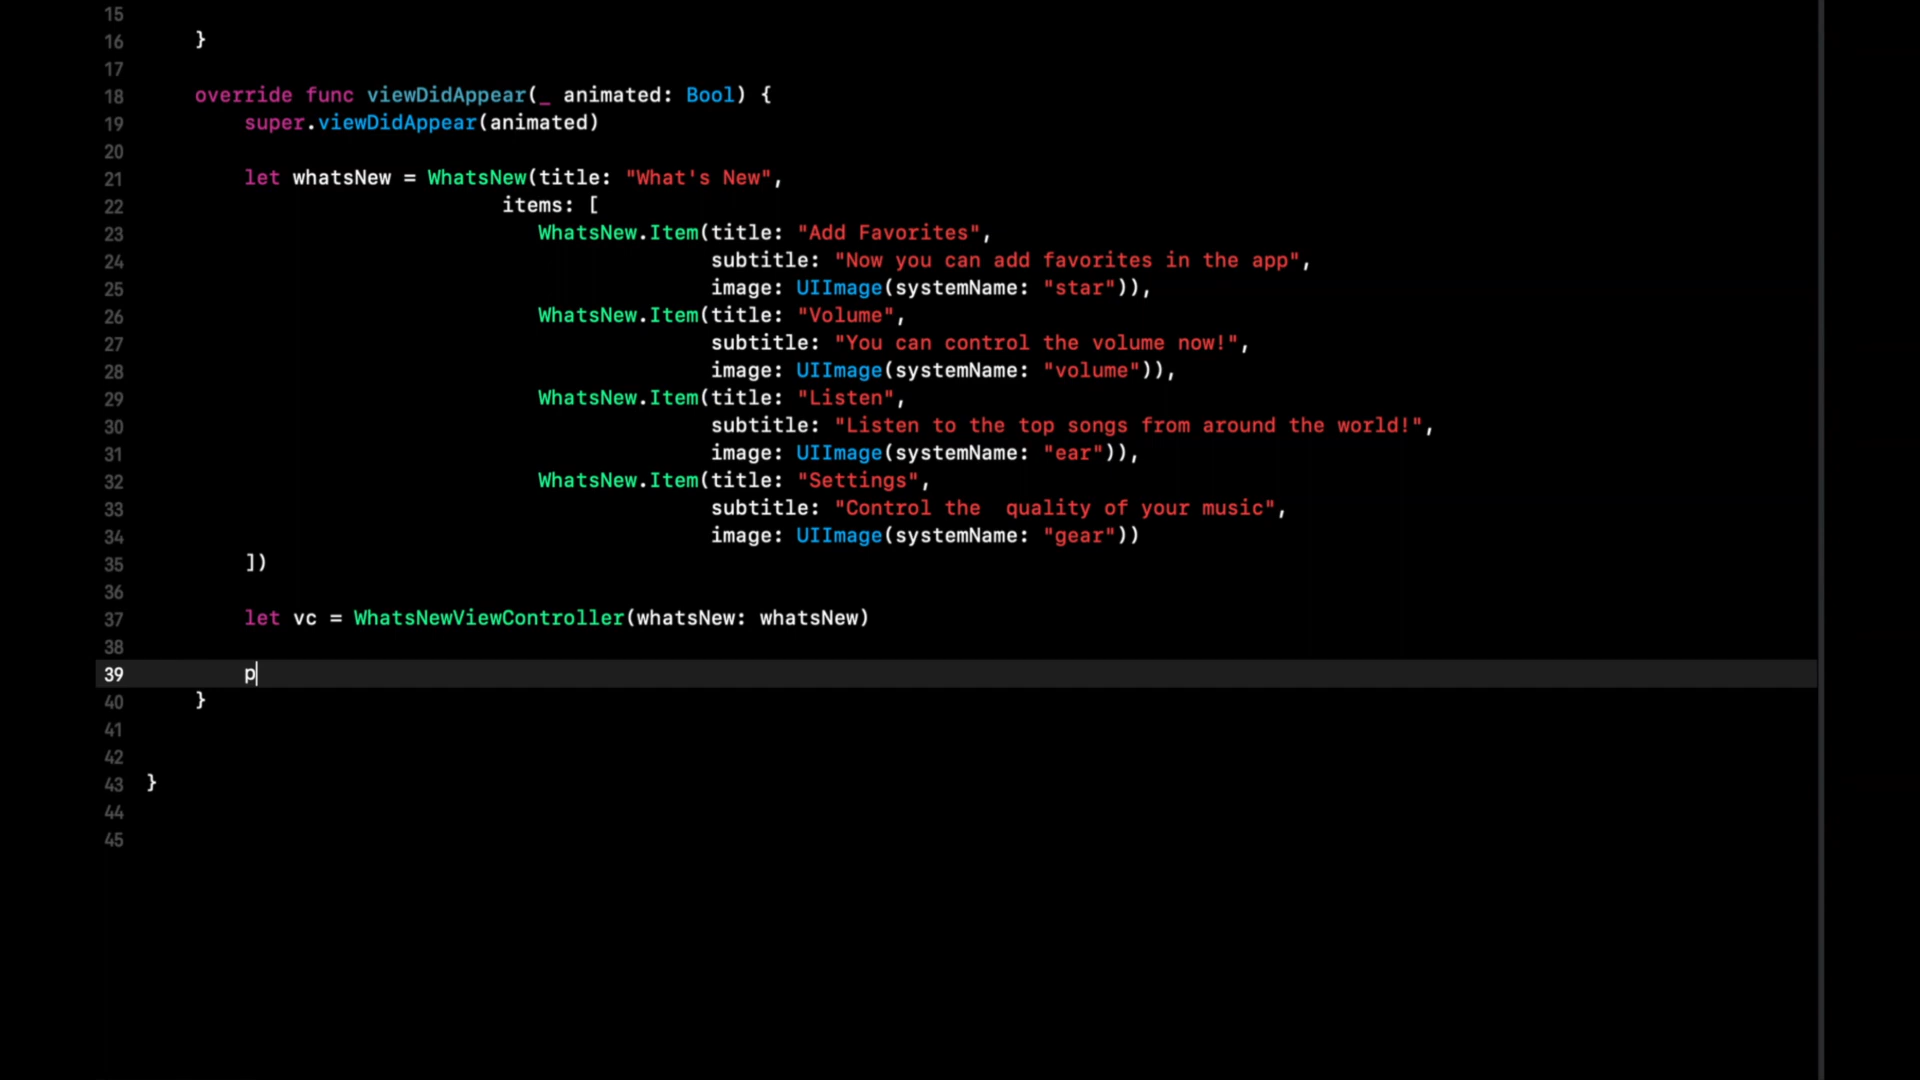 15
16 }
17
18 override func viewDidAppear(_ animated: Bool) {
19 super.viewDidAppear(animated)
20
21 let whatsNew = WhatsNew(title: "What's New",
22 items: [
23 WhatsNew.Item(title: "Add Favorites",
24 subtitle: "Now you can add favorites in the app",
25 image: UIImage(systemName: "star")),
26 WhatsNew.Item(title: "Volume",
27 subtitle: "You can control the volume now!",
28 image: UIImage(systemName: "volume")),
29 WhatsNew.Item(title: "Listen",
30 subtitle: "Listen to the top songs from around the world!",
31 image: UIImage(systemName: "ear")),
32 WhatsNew.Item(title: "Settings",
33 subtitle: "Control the  quality of your music",
34 image: UIImage(systemName: "gear"))
35 ])
36
37 let vc = WhatsNewViewController(whatsNew: whatsNew)
38
39 p
40 }
41
42
43 }
44
45